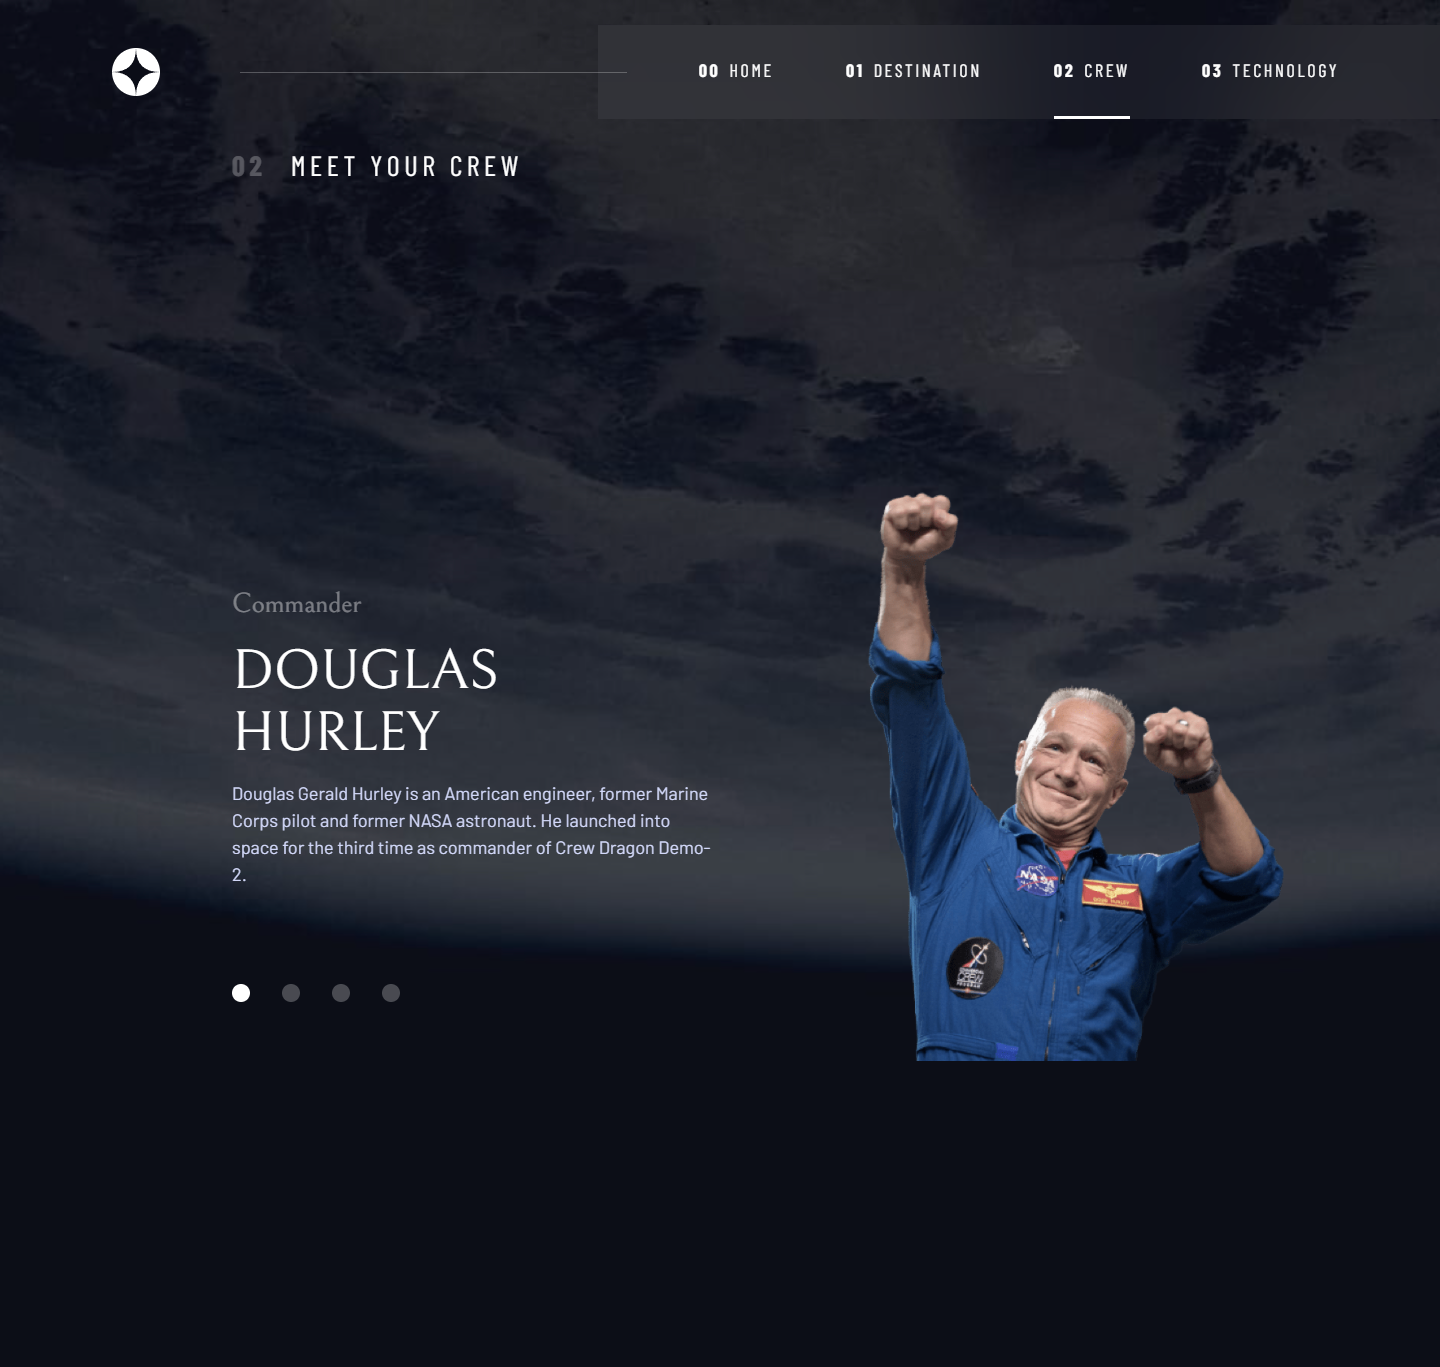 00 HOME 01 DESTINATION 02 CREW 03 TECHNOLOGY
02 MEET YOUR CREW
Commander
DOUGLAS
HURLEY
Douglas Gerald Hurley is an American engineer, former Marine
Corps pilot and former NASA astronaut. He launched into
space for the third time as commander of Crew Dragon Demo-
2.
NASA
CREW